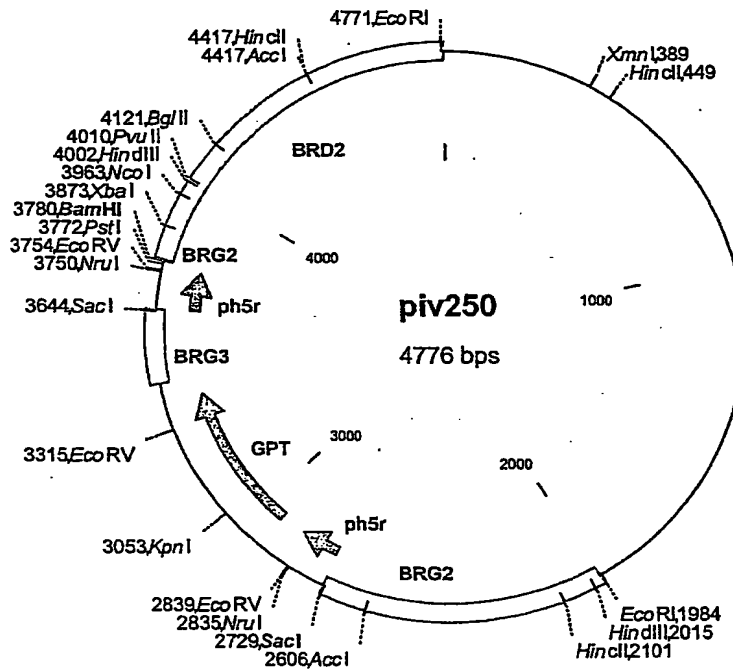 4771,EcoRI
4417,HincII
4417,AccI
XmnI,389
HincII,449
4121,BglII
4010,PvuII
4002,HindIII
3963,NcoI
3873,XbaI
3780,BamHI
3772,PstI
3754,EcoRV
3750,NruI
3644,SacI
BRD2
BRG2
4000
ph5r
piv250
4776 bps
1000
BRG3
GPT
3000
2000
3315,EcoRV
3053,KpnI
ph5r
BRG2
2839,EcoRV
2835,NruI
2729,SacI
2606,AccI
EcoRI,1984
HindIII,2015
HincII,2101